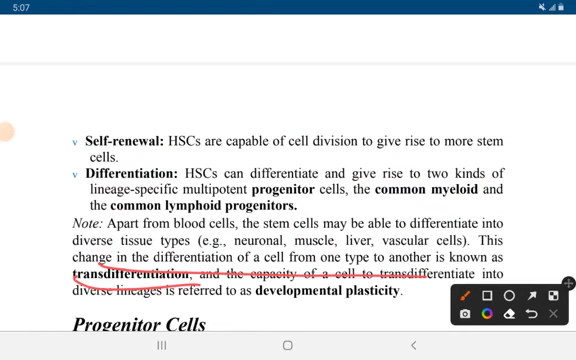 5:07
v Self-renewal: HSCs are capable of cell division to give rise to more stem
cells.
v Differentiation: HSCs can differentiate and give rise to two kinds of
lineage-specific multipotent progenitor cells, the common myeloid and
the common lymphoid progenitors.
Note: Apart from blood cells, the stem cells may be able to differentiate into
diverse tissue types (e.g., neuronal, muscle, liver, vascular cells). This
change in the differentiation of a cell from one type to another is known as
transdifferentiation, and the capacity of a cell to transdifferentiate into
diverse lineages is referred to as developmental plasticity.
Progenitor Cells